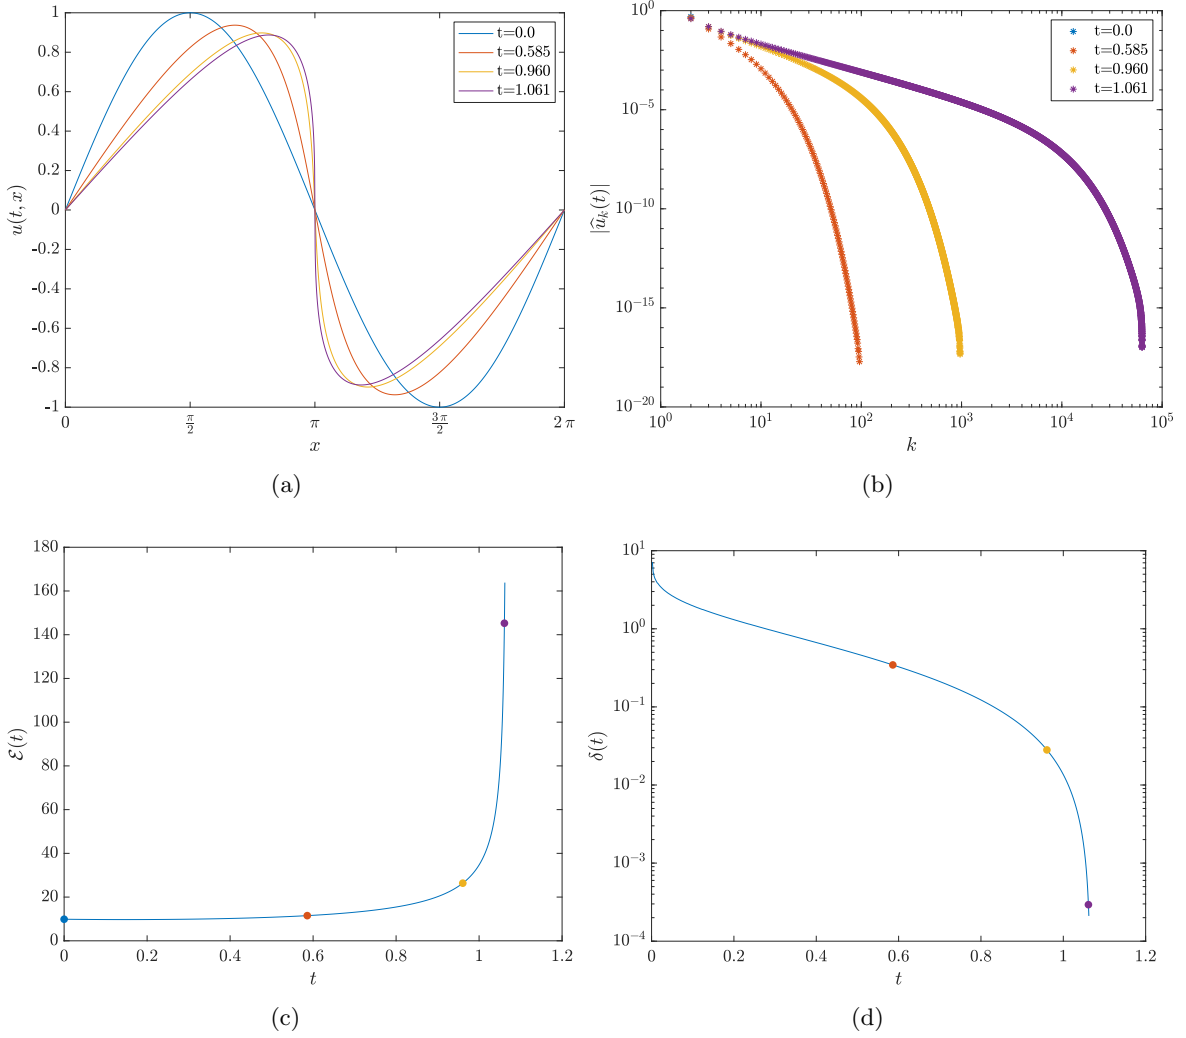 1
0.8
0.6
0.4
0.2
0
-0.2
-0.4
-0.6
-0.8
-1
u(t, x)
0 π/2 π 3π/2 2π
x
t=0.0
t=0.585
t=0.960
t=1.061
(a)
10^0
10^-5
10^-10
10^-15
10^-20
|û_k(t)|
10^0 10^1 10^2 10^3 10^4 10^5
k
t=0.0
t=0.585
t=0.960
t=1.061
(b)
180
160
140
120
100
80
60
40
20
0
ℰ(t)
0 0.2 0.4 0.6 0.8 1 1.2
t
(c)
10^1
10^0
10^-1
10^-2
10^-3
10^-4
δ(t)
0 0.2 0.4 0.6 0.8 1 1.2
t
(d)